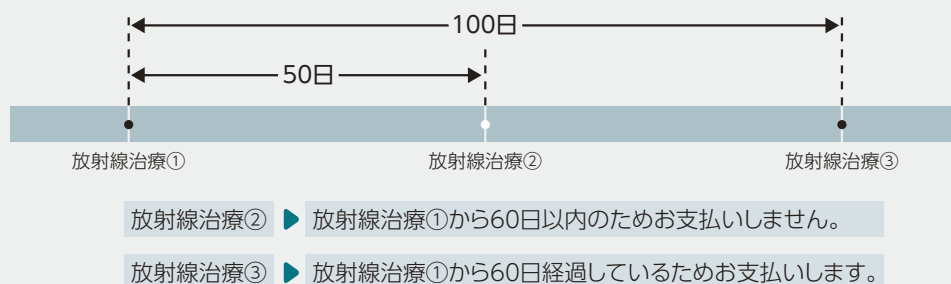 100日
50日
放射線治療① 放射線治療② 放射線治療③
放射線治療② ▶ 放射線治療①から60日以内のためお支払いしません。
放射線治療③ ▶ 放射線治療①から60日経過しているためお支払いします。